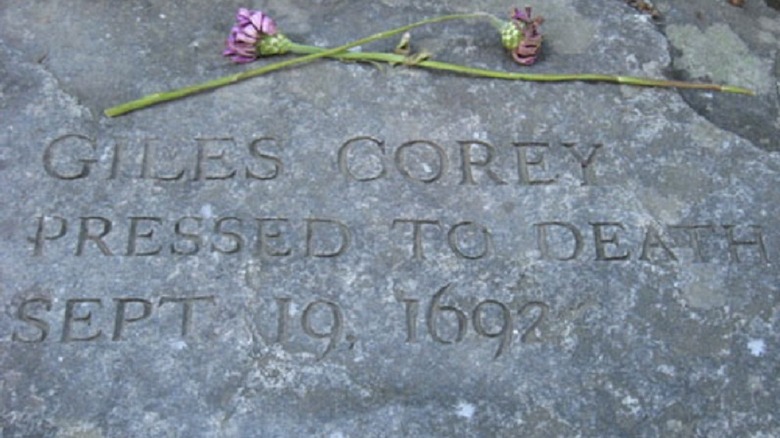 GILES COREY
PRESSED TO DEATH
SEPT 19, 1692